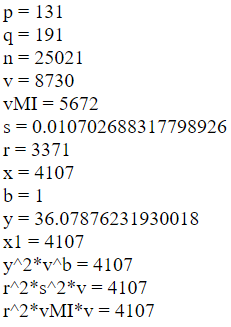 p = 131
q = 191
n = 25021
v = 8730
vMI = 5672
s = 0.010702688317798926
r = 3371
x = 4107
b = 1
y = 36.07876231930018
x1 = 4107
y^2*v^b = 4107
r^2*s^2*v = 4107
r^2*vMI*v = 4107